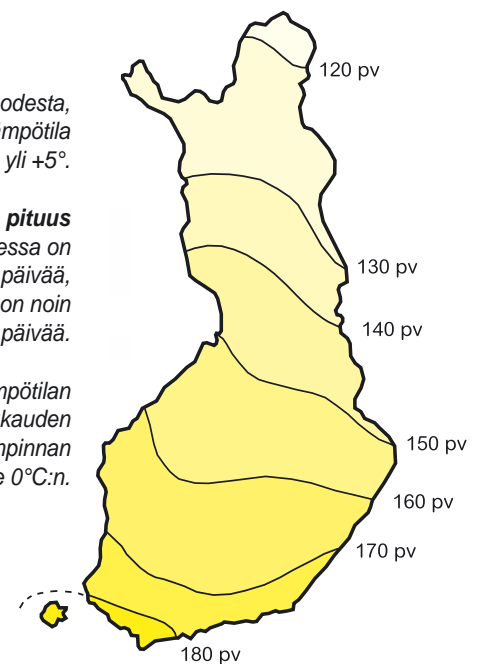 odesta,
mpötila
yli +5°.
pituus
essa on
päivää,
on noin
päivää.
mpötilan
kauden
mpinnan
e 0°C:n.
120 pv
130 pv
140 pv
150 pv
160 pv
170 pv
180 pv